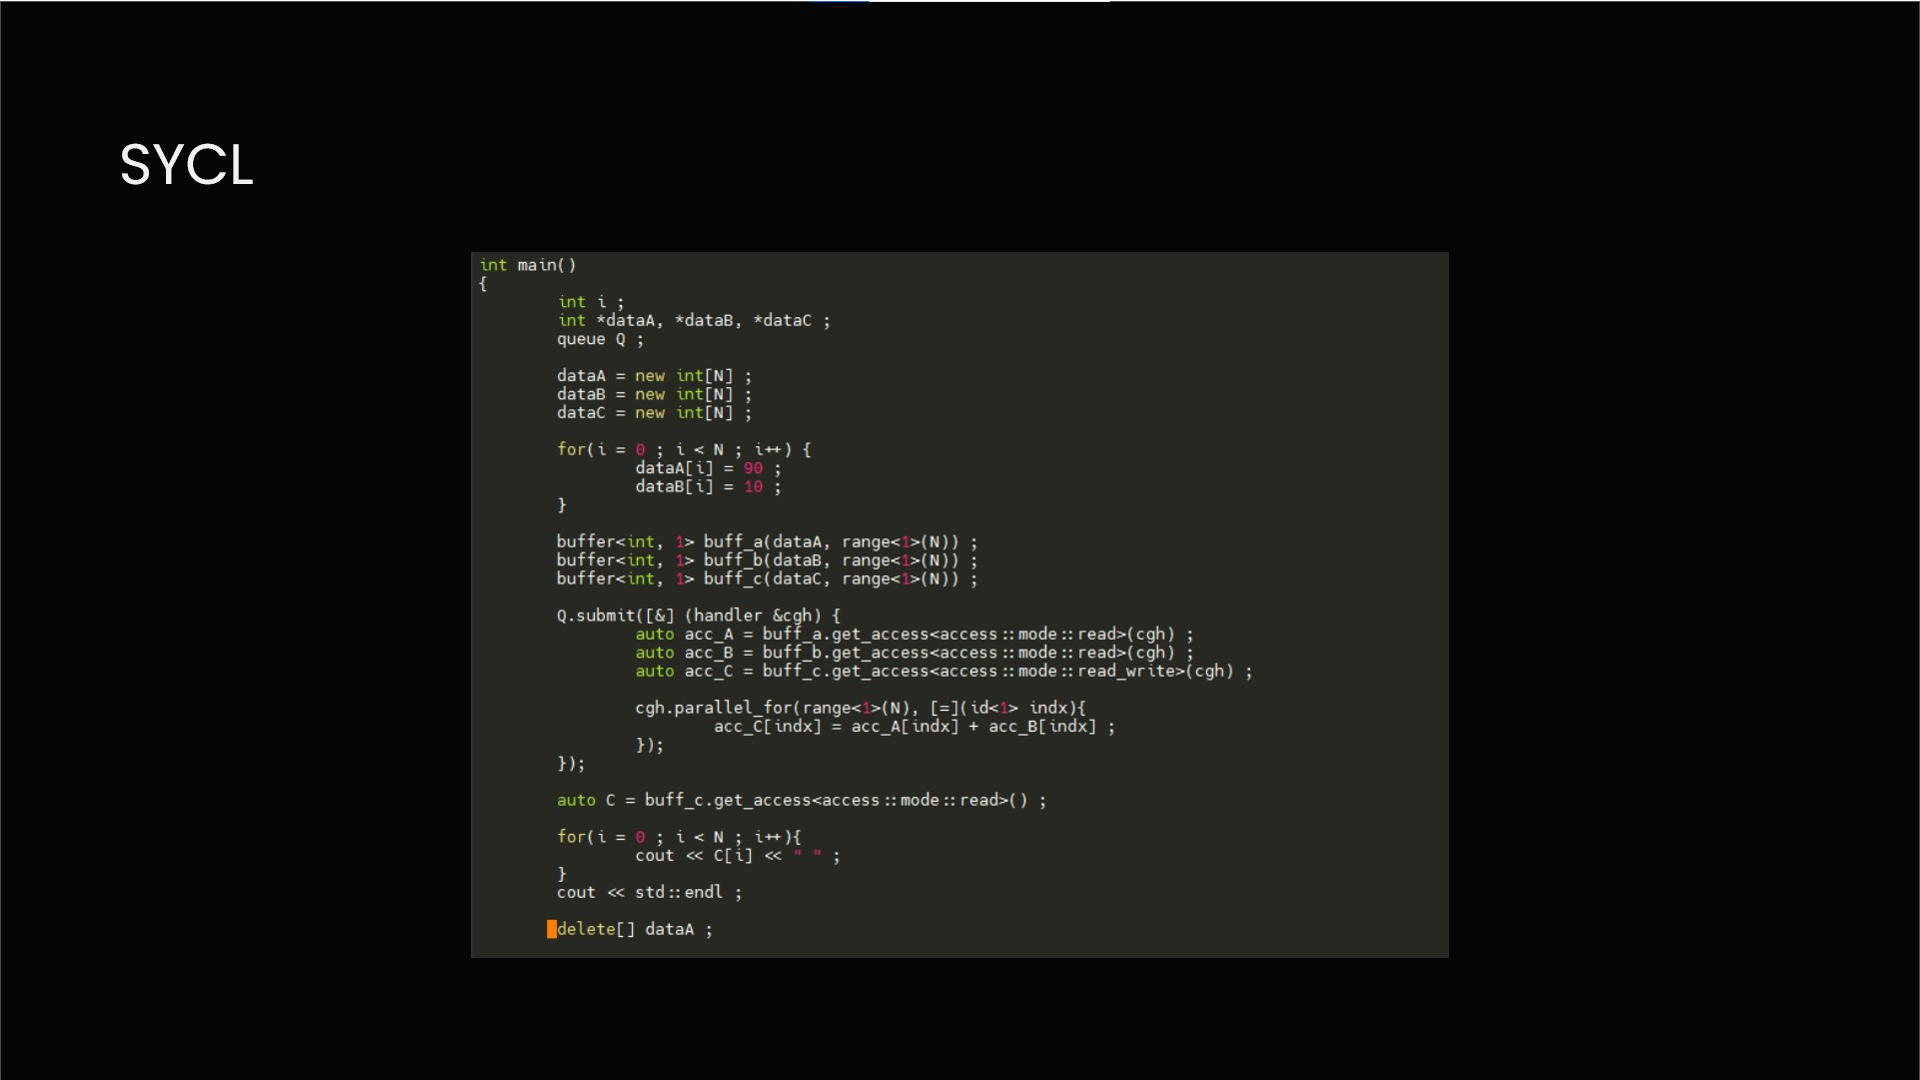 SYCL
int main()
{
int i ;
int *dataA, *dataB, *dataC ;
queue Q ;
dataA = new int[N] ;
dataB = new int[N] ;
dataC = new int[N] ;
for(i = 0 ; i < N ; i++) {
dataA[i] = 90 ;
dataB[i] = 10 ;
}
buffer<int, 1> buff_a(dataA, range<1>(N)) ;
buffer<int, 1> buff_b(dataB, range<1>(N)) ;
buffer<int, 1> buff_c(dataC, range<1>(N)) ;
Q.submit([&] (handler &cgh) {
auto acc_A = buff_a.get_access<access::mode::read>(cgh) ;
auto acc_B = buff_b.get_access<access::mode::read>(cgh) ;
auto acc_C = buff_c.get_access<access::mode::read_write>(cgh) ;
cgh.parallel_for(range<1>(N), [=](id<1> indx){
acc_C[indx] = acc_A[indx] + acc_B[indx] ;
});
});
auto C = buff_c.get_access<access::mode::read>() ;
for(i = 0 ; i < N ; i++){
cout << C[i] << " " ;
}
cout << std::endl ;
delete[] dataA ;